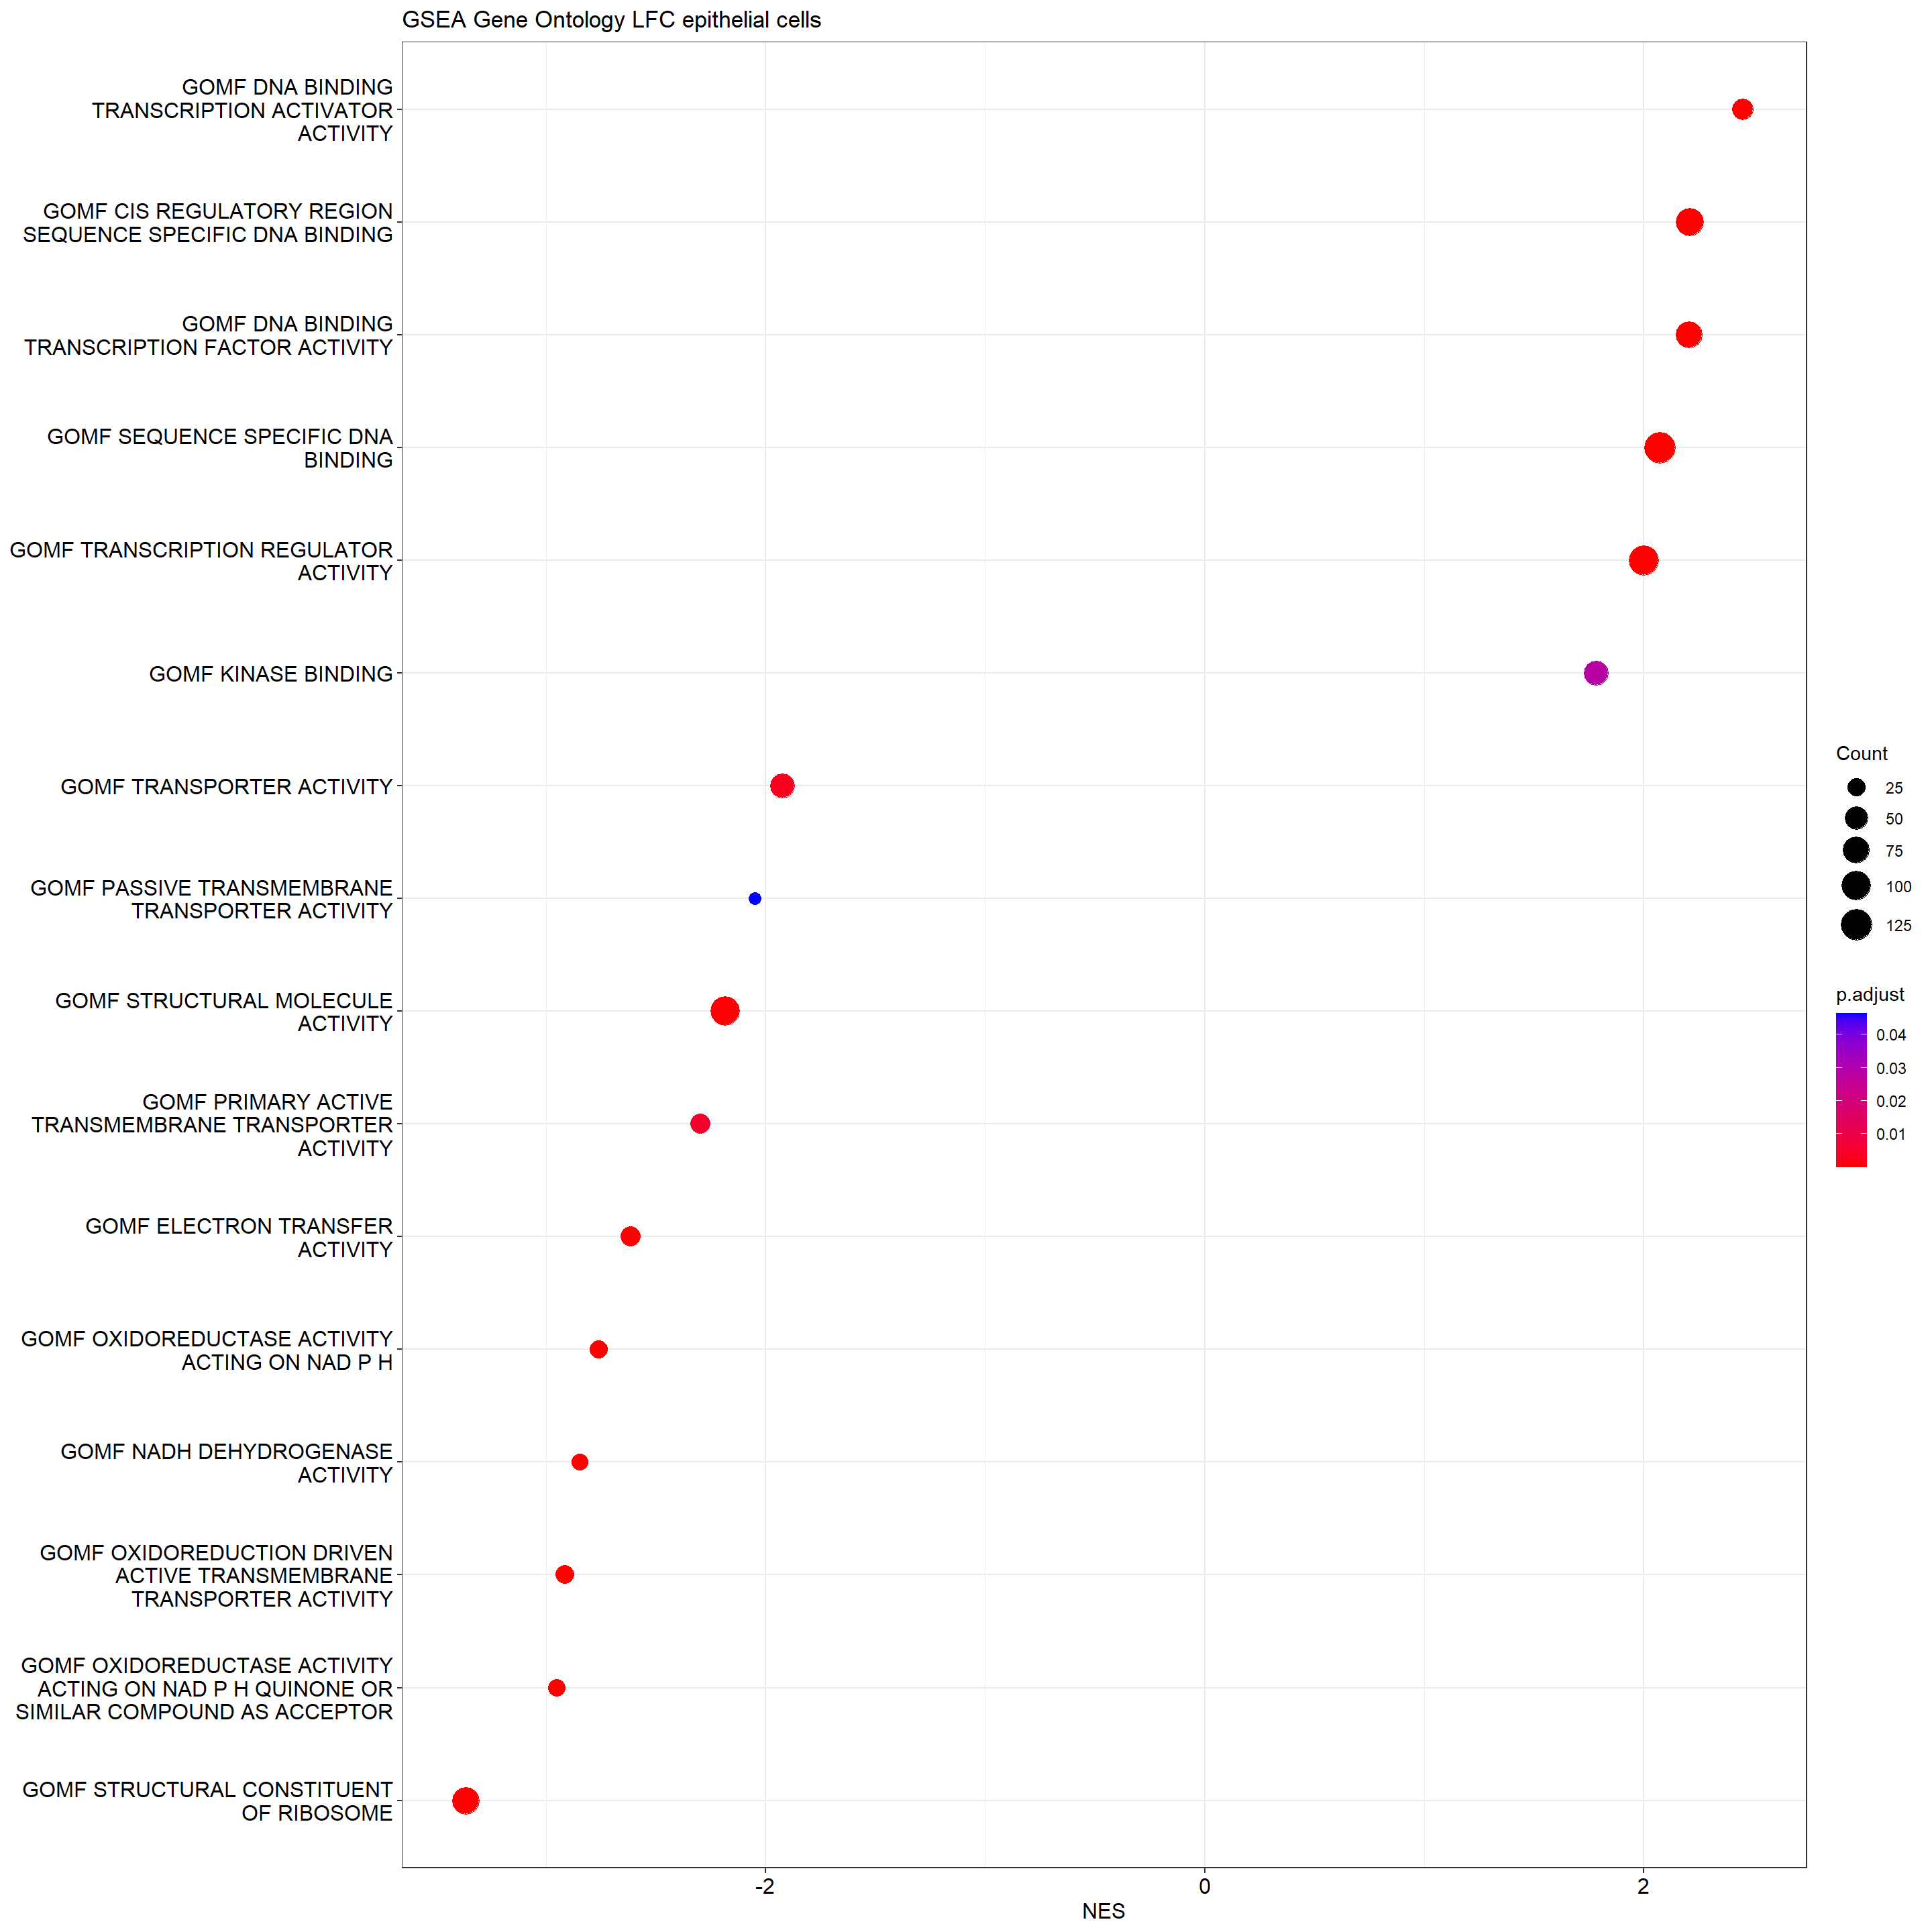 GSEA Gene Ontology LFC epithelial cells
GOMF DNA BINDING
TRANSCRIPTION ACTIVATOR
ACTIVITY
GOMF CIS REGULATORY REGION
SEQUENCE SPECIFIC DNA BINDING
GOMF DNA BINDING
TRANSCRIPTION FACTOR ACTIVITY
GOMF SEQUENCE SPECIFIC DNA
BINDING
GOMF TRANSCRIPTION REGULATOR
ACTIVITY
GOMF KINASE BINDING
GOMF TRANSPORTER ACTIVITY
GOMF PASSIVE TRANSMEMBRANE
TRANSPORTER ACTIVITY
GOMF STRUCTURAL MOLECULE
ACTIVITY
GOMF PRIMARY ACTIVE
TRANSMEMBRANE TRANSPORTER
ACTIVITY
GOMF ELECTRON TRANSFER
ACTIVITY
GOMF OXIDOREDUCTASE ACTIVITY
ACTING ON NAD P H
GOMF NADH DEHYDROGENASE
ACTIVITY
GOMF OXIDOREDUCTION DRIVEN
ACTIVE TRANSMEMBRANE
TRANSPORTER ACTIVITY
GOMF OXIDOREDUCTASE ACTIVITY
ACTING ON NAD P H QUINONE OR
SIMILAR COMPOUND AS ACCEPTOR
GOMF STRUCTURAL CONSTITUENT
OF RIBOSOME
-2 0 2
NES
Count
25
50
75
100
125
p.adjust
0.04
0.03
0.02
0.01